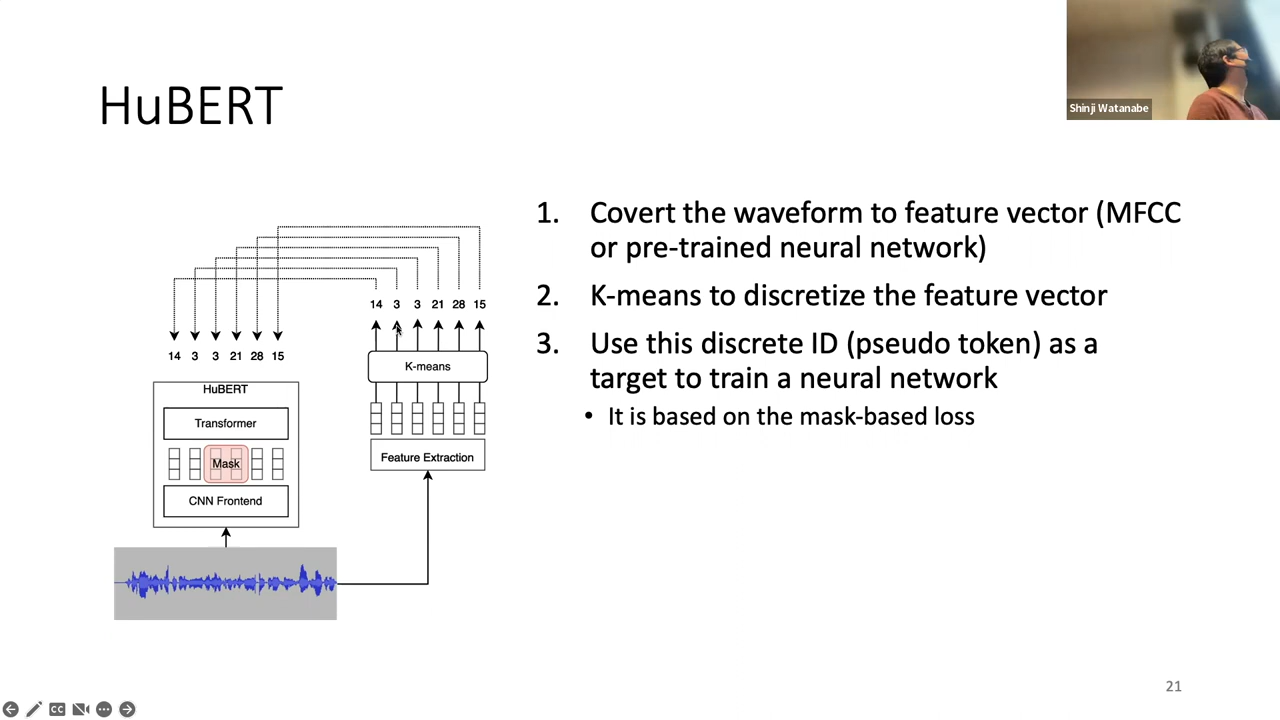 HuBERT
Shinji Watanabe
1. Covert the waveform to feature vector (MFCC
or pre-trained neural network)
2. K-means to discretize the feature vector
3. Use this discrete ID (pseudo token) as a
target to train a neural network
• It is based on the mask-based loss
14 3 3 21 28 15
14 3 3 21 28 15
K-means
HuBERT
Transformer
Mask
Feature Extraction
CNN Frontend
21
CC